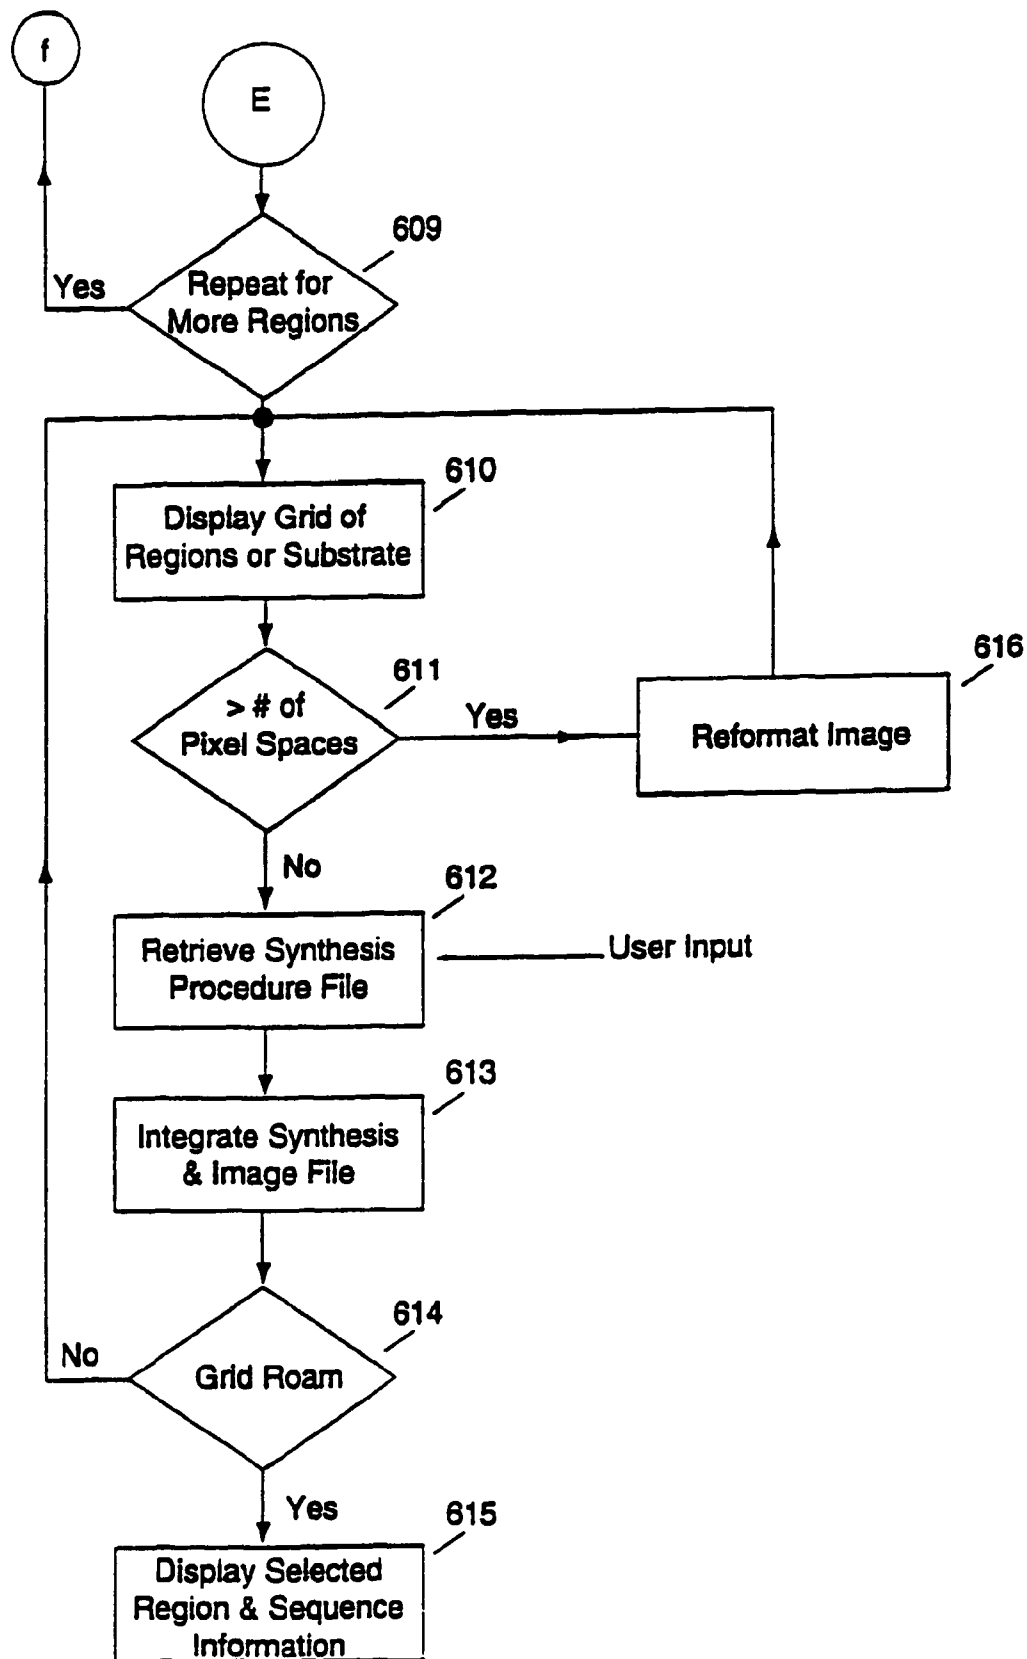 f
E
609
Repeat for
More Regions
Yes
610
Display Grid of
Regions or Substrate
611
> # of
Pixel Spaces
Yes
616
Reformat Image
No
612
Retrieve Synthesis
Procedure File
User Input
613
Integrate Synthesis
& Image File
614
Grid Roam
No
Yes
615
Display Selected
Region & Sequence
Information